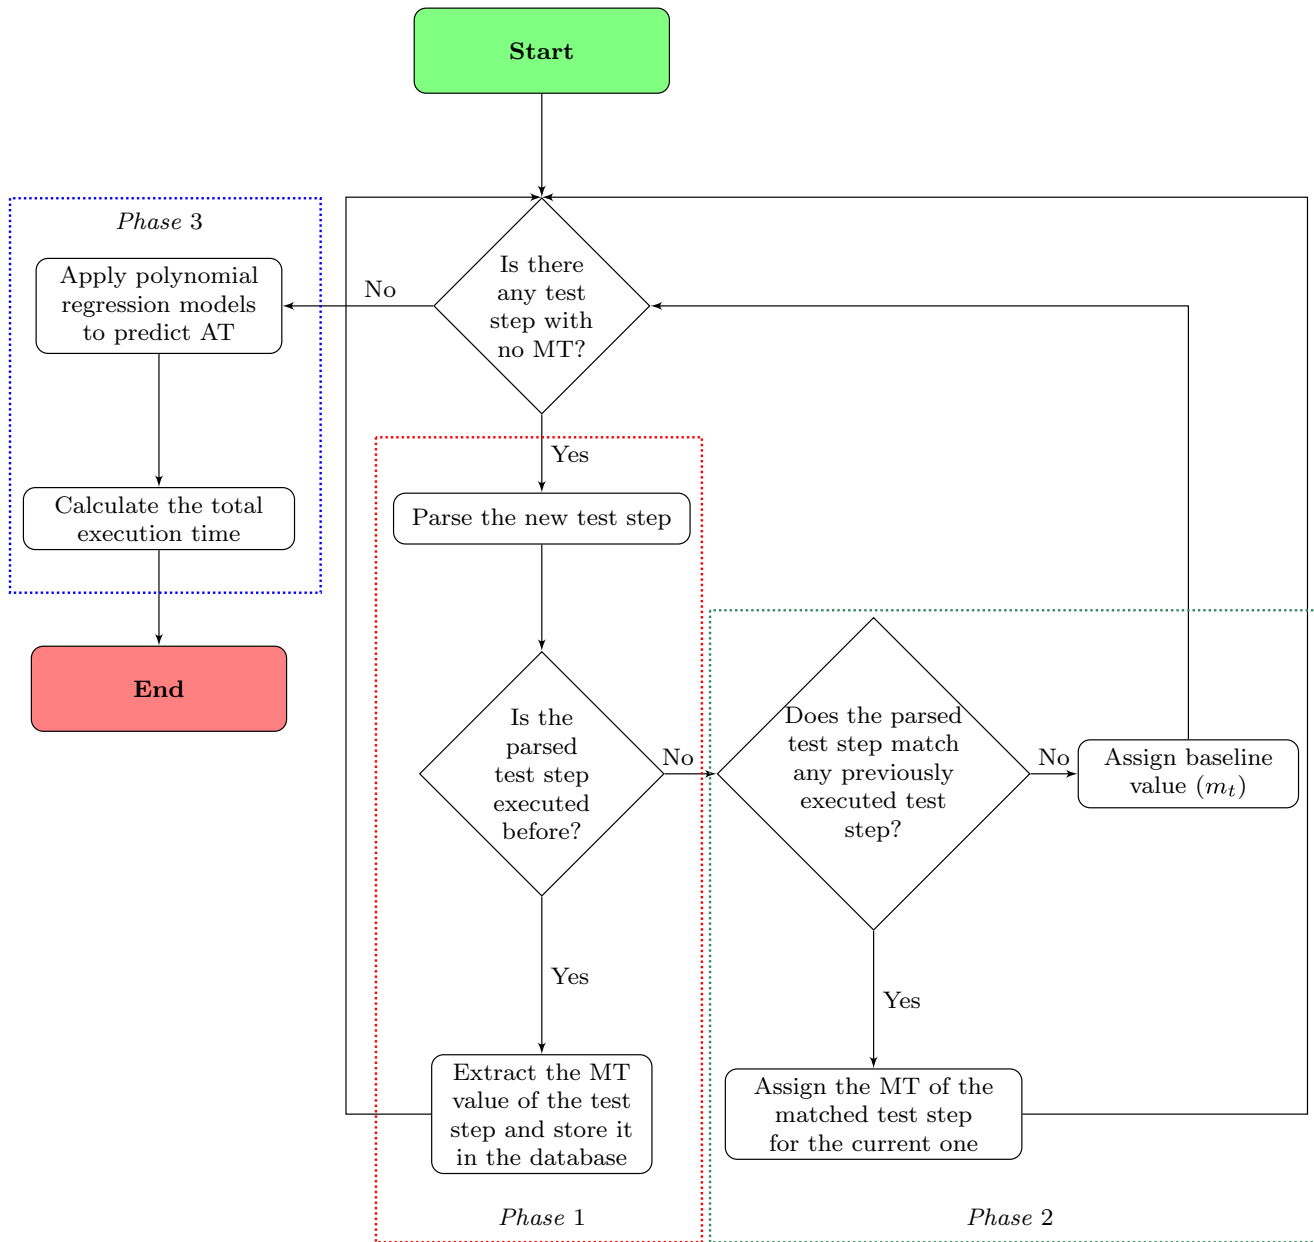 Start
Phase 3
Apply polynomial
regression models
to predict AT
No
Is there
any test
step with
no MT?
Yes
Calculate the total
execution time
Parse the new test step
End
Is the
parsed
test step
executed
before?
No
Does the parsed
test step match
any previously
executed test
step?
No
Assign baseline
value (m_t)
Yes
Yes
Extract the MT
value of the test
step and store it
in the database
Assign the MT of the
matched test step
for the current one
Phase 1
Phase 2